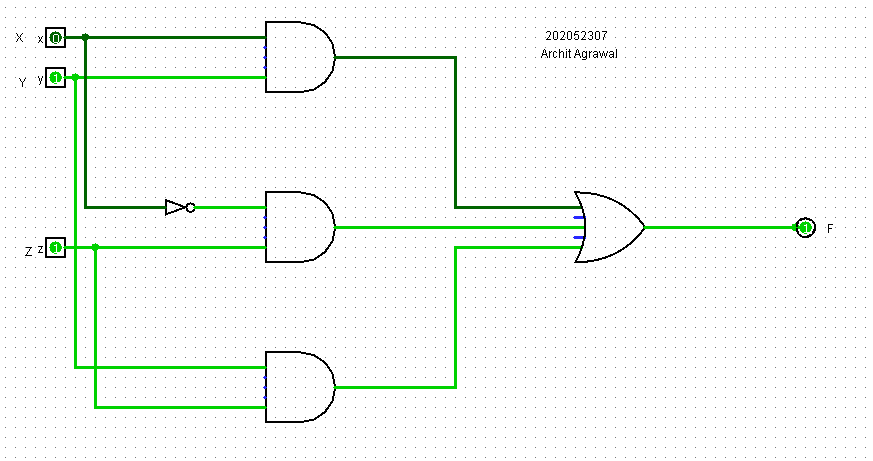 202052307
Archit Agrawal
X x 0
Y y 1
Z z 1
1 F